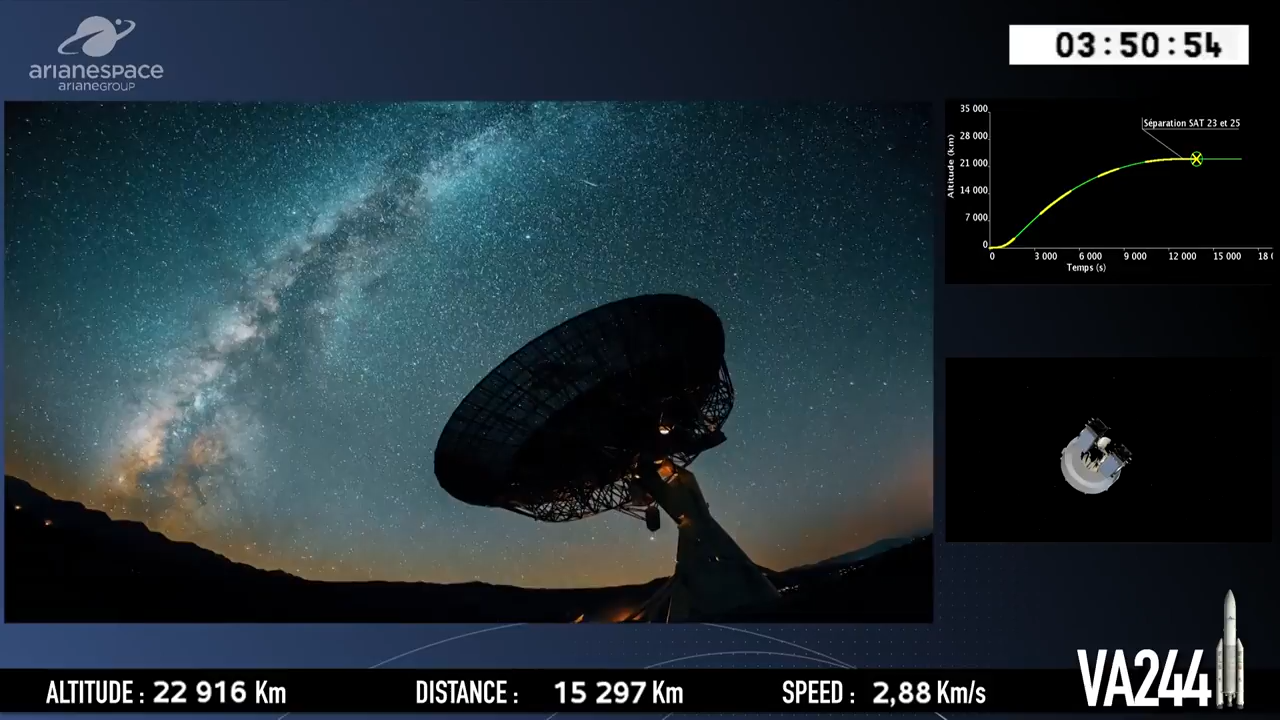 arianespace
arianeGROUP
03:50:54
35 000
28 000
21 000
14 000
7 000
0
Altitude (km)
Séparation SAT 23 et 25
0 3 000 6 000 9 000 12 000 15 000 18 0
Temps (s)
VA244
ALTITUDE : 22 916 Km DISTANCE : 15 297 Km SPEED : 2,88 Km/s